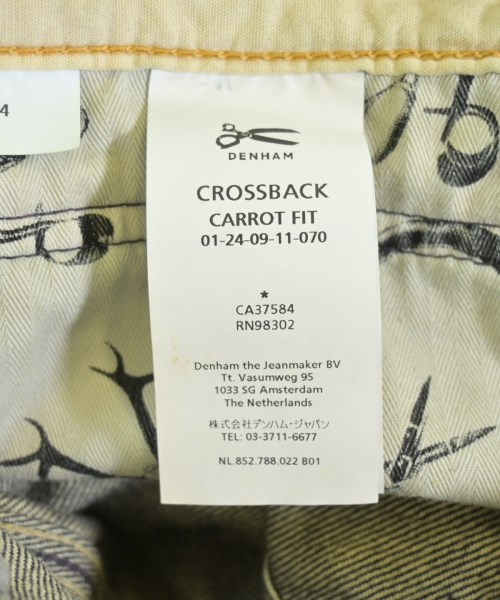 4
DENHAM
CROSSBACK
CARROT FIT
01-24-09-11-070
*
CA37584
RN98302
Denham the Jeanmaker BV
Tt. Vasumweg 95
1033 SG Amsterdam
The Netherlands
株式会社デンハム・ジャパン
TEL: 03-3711-6677
NL.852.788.022 B01